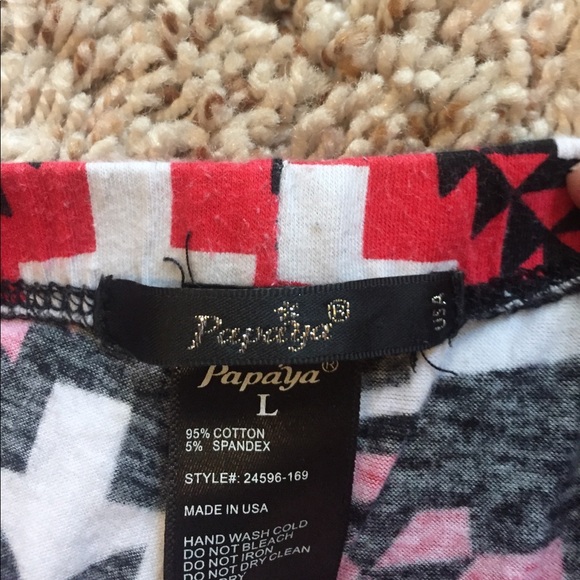 Papaya®
USA
Papaya®
L
95% COTTON
5% SPANDEX
STYLE#: 24596-169
MADE IN USA
HAND WASH COLD
DO NOT BLEACH
DO NOT IRON
DO NOT DRY CLEAN
DRY